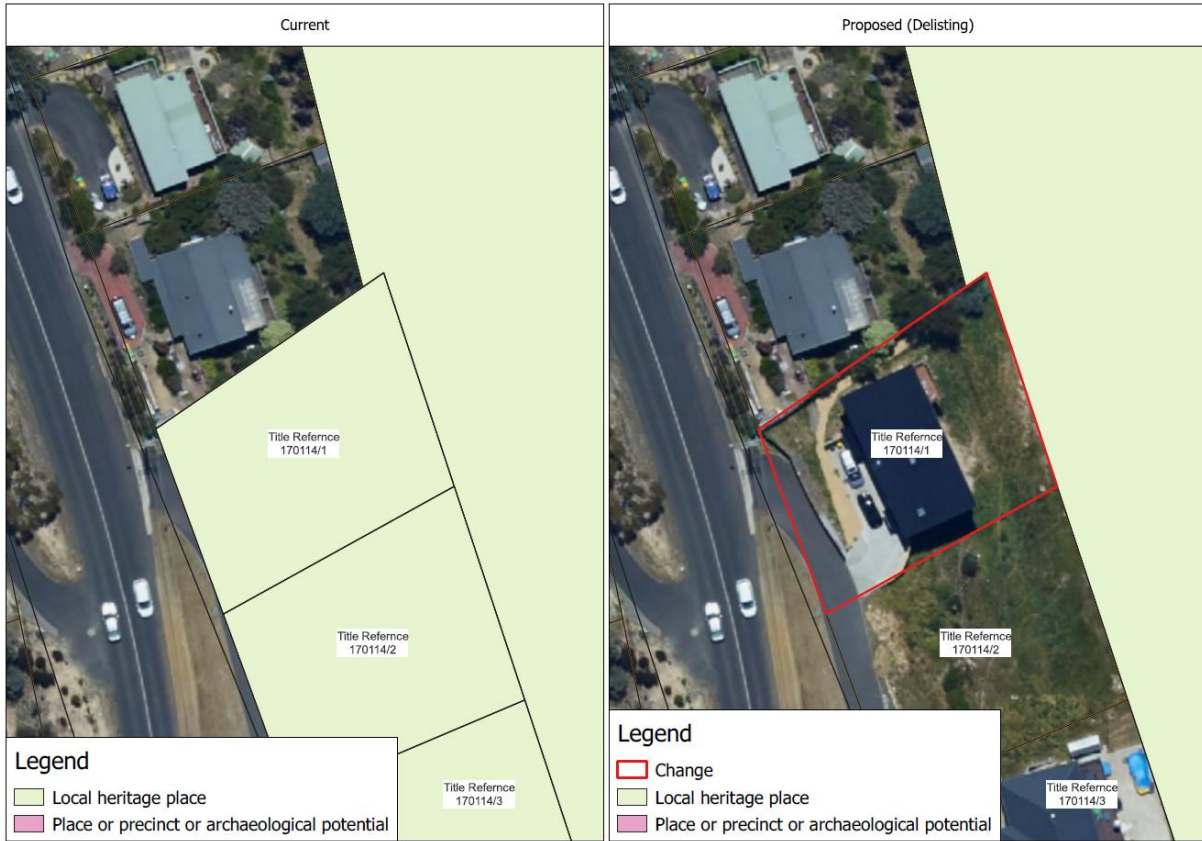 Current
Title Refernce
170114/1
Title Refernce
170114/2
Title Refernce
170114/3
Legend
Local heritage place
Place or precinct or archaeological potential
Proposed (Delisting)
Title Refernce
170114/1
Title Refernce
170114/2
Title Refernce
170114/3
Legend
Change
Local heritage place
Place or precinct or archaeological potential